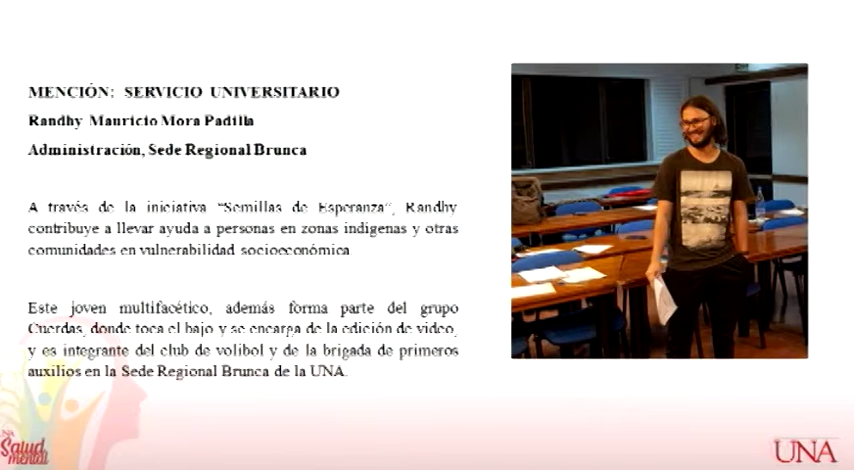 MENCIÓN: SERVICIO UNIVERSITARIO
Randhy Mauricio Mora Padilla
Administración, Sede Regional Brunca
A través de la iniciativa “Semillas de Esperanza”, Randhy
contribuye a llevar ayuda a personas en zonas indígenas y otras
comunidades en vulnerabilidad socioeconómica
Este joven multifacético, además forma parte del grupo
Cuerdas, donde toca el bajo y se encarga de la edición de video,
y es integrante del club de volibol y de la brigada de primeros
auxilios en la Sede Regional Brunca de la UNA.
Salud
mental
UNA